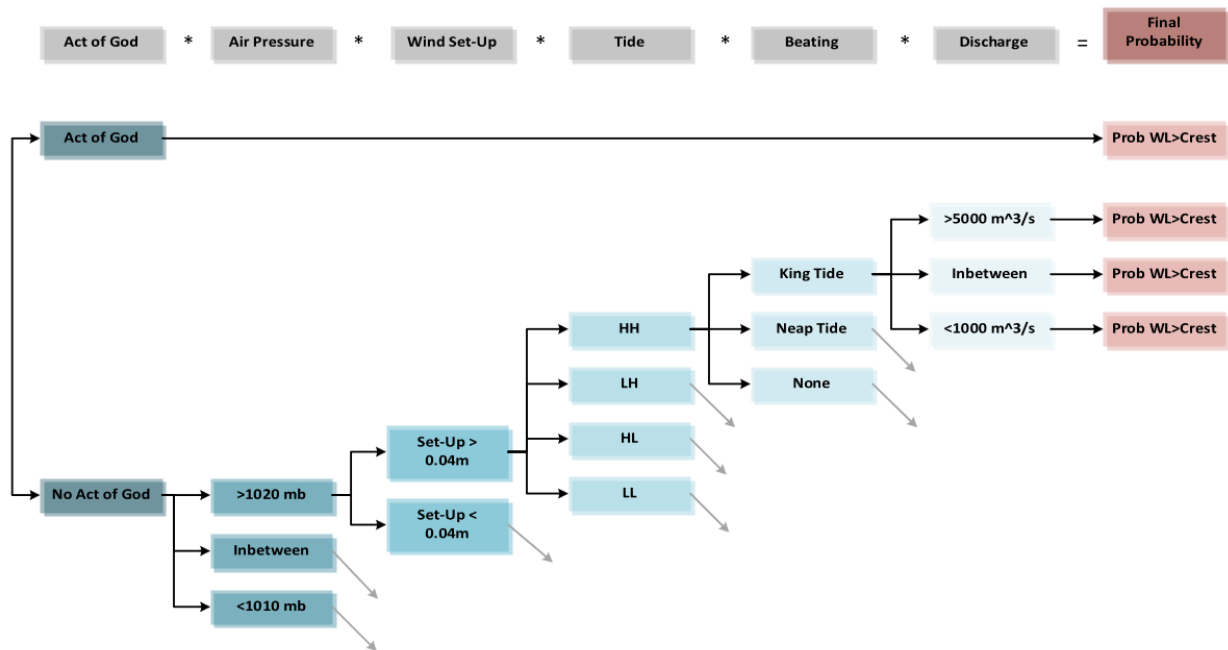 Act of God * Air Pressure * Wind Set-Up * Tide * Beating * Discharge = Final
Probability
Act of God Prob WL>Crest
>5000 m^3/s Prob WL>Crest
King Tide Inbetween Prob WL>Crest
HH Neap Tide <1000 m^3/s Prob WL>Crest
LH None
Set-Up >
0.04m
HL
No Act of God >1020 mb LL
Set-Up <
0.04m
Inbetween
<1010 mb